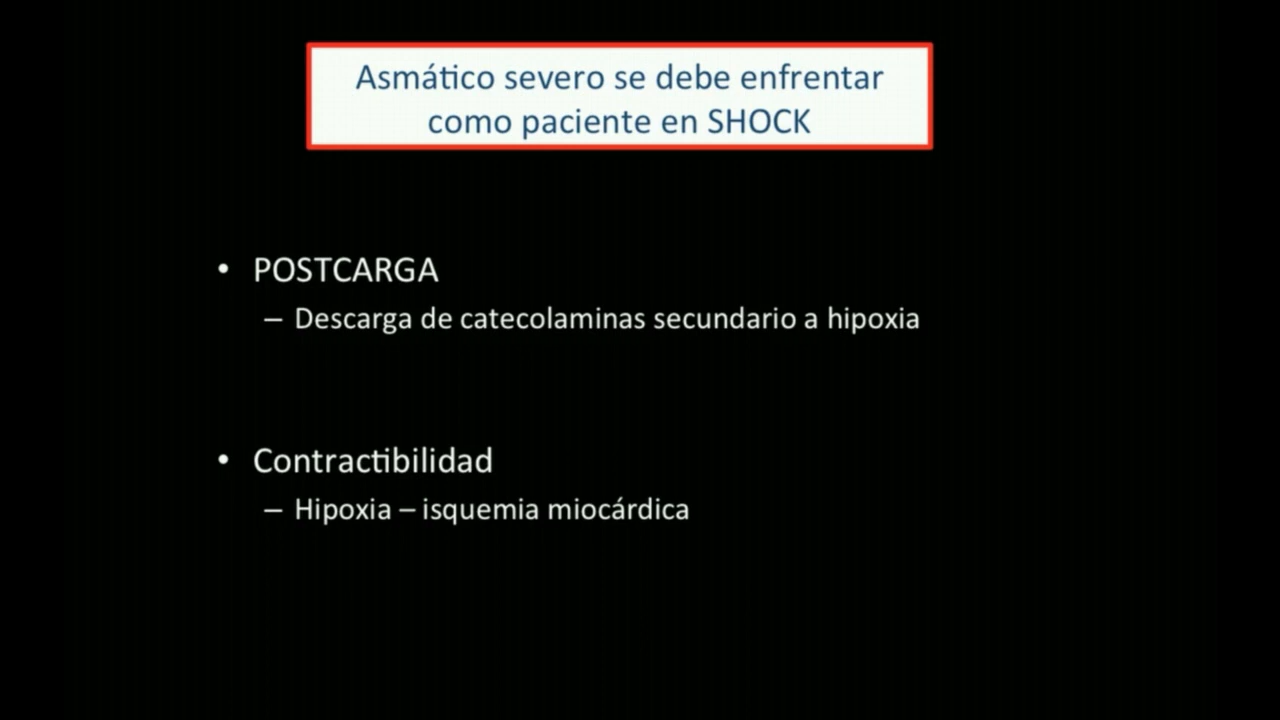 Asmático severo se debe enfrentar
como paciente en SHOCK
• POSTCARGA
– Descarga de catecolaminas secundario a hipoxia
• Contractibilidad
– Hipoxia – isquemia miocárdica